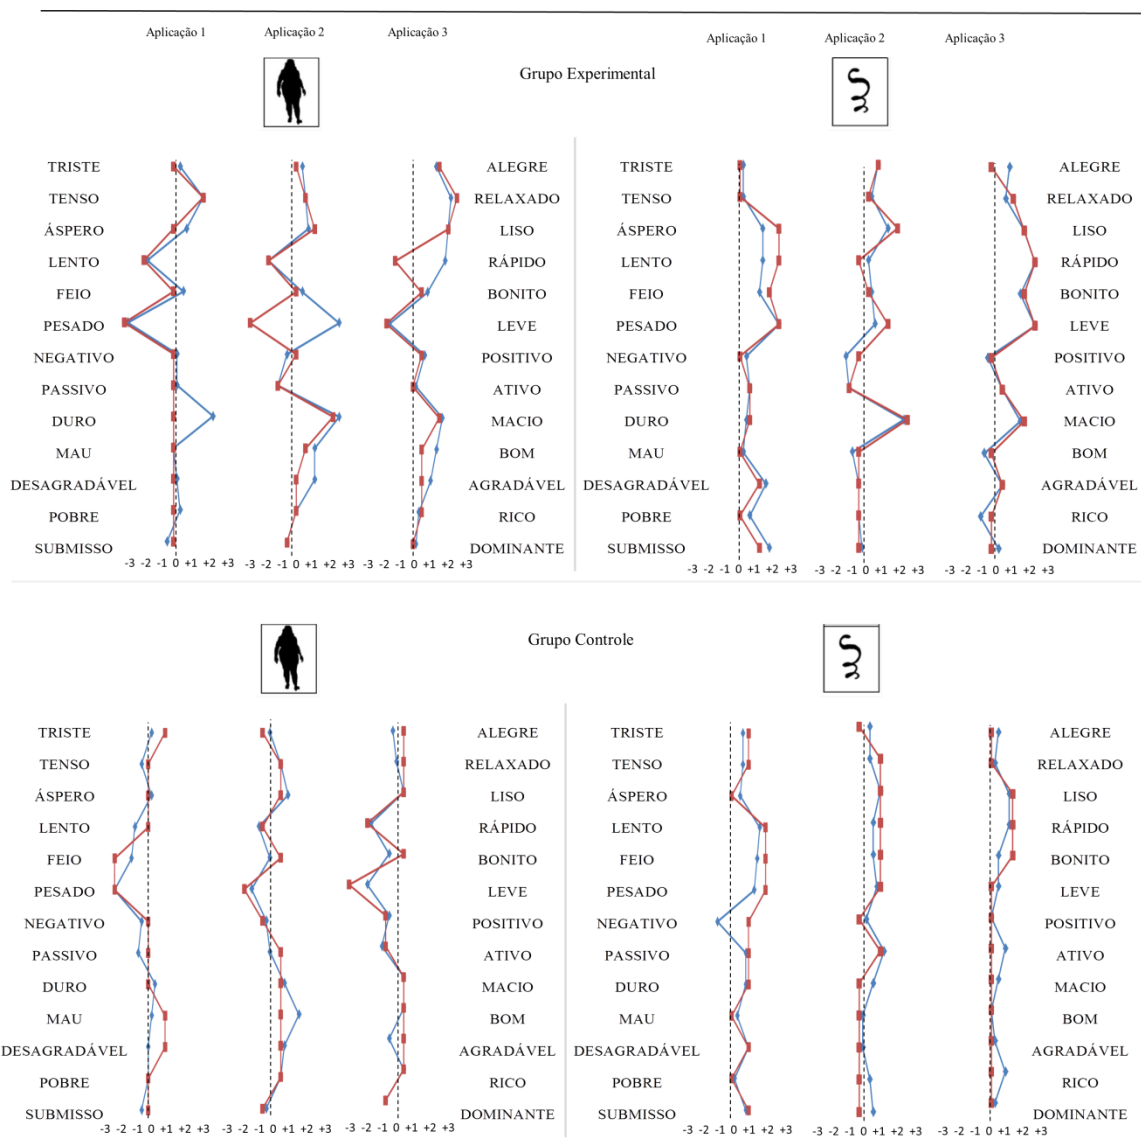 Aplicação 1 Aplicação 2 Aplicação 3 Aplicação 1 Aplicação 2 Aplicação 3
Grupo Experimental
TRISTE ALEGRE TRISTE ALEGRE
TENSO RELAXADO TENSO RELAXADO
ÁSPERO LISO ÁSPERO LISO
LENTO RÁPIDO LENTO RÁPIDO
FEIO BONITO FEIO BONITO
PESADO LEVE PESADO LEVE
NEGATIVO POSITIVO NEGATIVO POSITIVO
PASSIVO ATIVO PASSIVO ATIVO
DURO MACIO DURO MACIO
MAU BOM MAU BOM
DESAGRADÁVEL AGRADÁVEL DESAGRADÁVEL AGRADÁVEL
POBRE RICO POBRE RICO
SUBMISSO DOMINANTE SUBMISSO DOMINANTE
-3 -2 -1 0 +1 +2 +3 -3 -2 -1 0 +1 +2 +3 -3 -2 -1 0 +1 +2 +3 -3 -2 -1 0 +1 +2 +3 -3 -2 -1 0 +1 +2 +3 -3 -2 -1 0 +1 +2 +3
Grupo Controle
TRISTE ALEGRE TRISTE ALEGRE
TENSO RELAXADO TENSO RELAXADO
ÁSPERO LISO ÁSPERO LISO
LENTO RÁPIDO LENTO RÁPIDO
FEIO BONITO FEIO BONITO
PESADO LEVE PESADO LEVE
NEGATIVO POSITIVO NEGATIVO POSITIVO
PASSIVO ATIVO PASSIVO ATIVO
DURO MACIO DURO MACIO
MAU BOM MAU BOM
DESAGRADÁVEL AGRADÁVEL DESAGRADÁVEL AGRADÁVEL
POBRE RICO POBRE RICO
SUBMISSO DOMINANTE SUBMISSO DOMINANTE
-3 -2 -1 0 +1 +2 +3 -3 -2 -1 0 +1 +2 +3 -3 -2 -1 0 +1 +2 +3 -3 -2 -1 0 +1 +2 +3 -3 -2 -1 0 +1 +2 +3 -3 -2 -1 0 +1 +2 +3